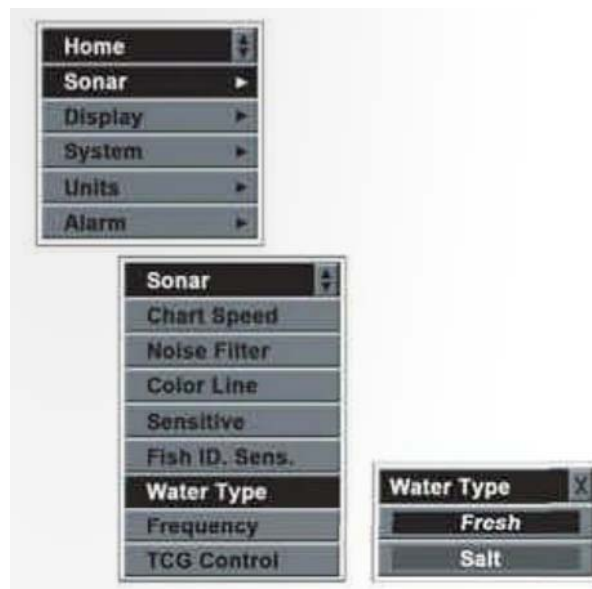 Home
Sonar
Display
System
Units
Alarm
Sonar
Chart Speed
Noise Filter
Color Line
Sensitive
Fish ID. Sens.
Water Type
Frequency
TCG Control
Water Type X
Fresh
Salt